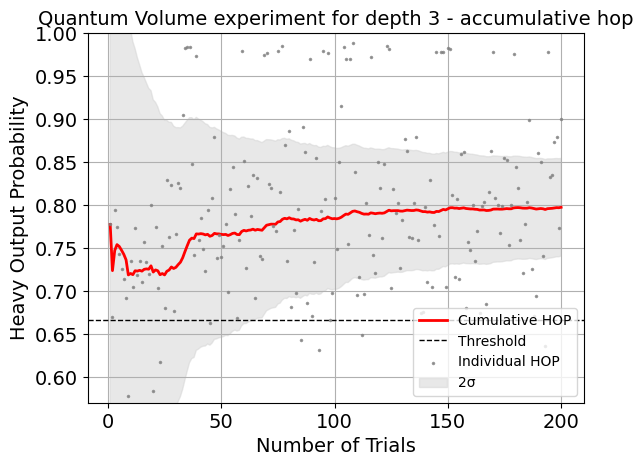 Quantum Volume experiment for depth 3 - accumulative hop
Heavy Output Probability
1.00
0.95
0.90
0.85
0.80
0.75
0.70
0.65
0.60
0
50
100
150
200
Number of Trials
Cumulative HOP
Threshold
Individual HOP
2σ